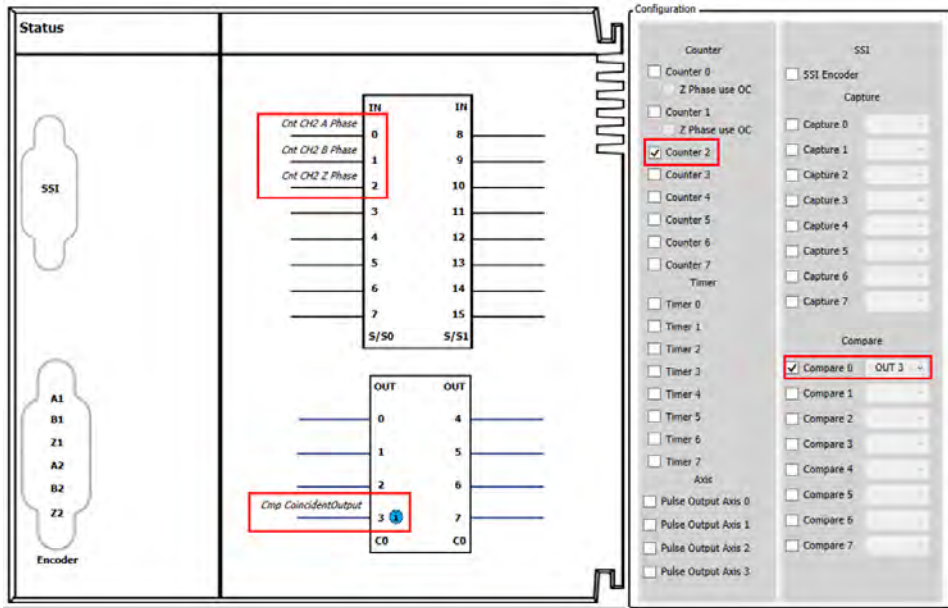 Status
SSI
A1
B1
Z1
A2
B2
Z2
Encoder
IN IN
Cnt CH2 A Phase
0 8
Cnt CH2 B Phase
1 9
Cnt CH2 Z Phase
2 10
3 11
4 12
5 13
6 14
7 15
S/S0 S/S1
OUT OUT
0 4
1 5
2 6
Cmp CoincidentOutput
3 1 7
C0 C0
Configuration
Counter
Counter 0
Z Phase use OC
Counter 1
Z Phase use OC
Counter 2
Counter 3
Counter 4
Counter 5
Counter 6
Counter 7
Timer
Timer 0
Timer 1
Timer 2
Timer 3
Timer 4
Timer 5
Timer 6
Timer 7
Axis
Pulse Output Axis 0
Pulse Output Axis 1
Pulse Output Axis 2
Pulse Output Axis 3
SSI
SSI Encoder
Capture
Capture 0
Capture 1
Capture 2
Capture 3
Capture 4
Capture 5
Capture 6
Capture 7
Compare
Compare 0 OUT 3
Compare 1
Compare 2
Compare 3
Compare 4
Compare 5
Compare 6
Compare 7